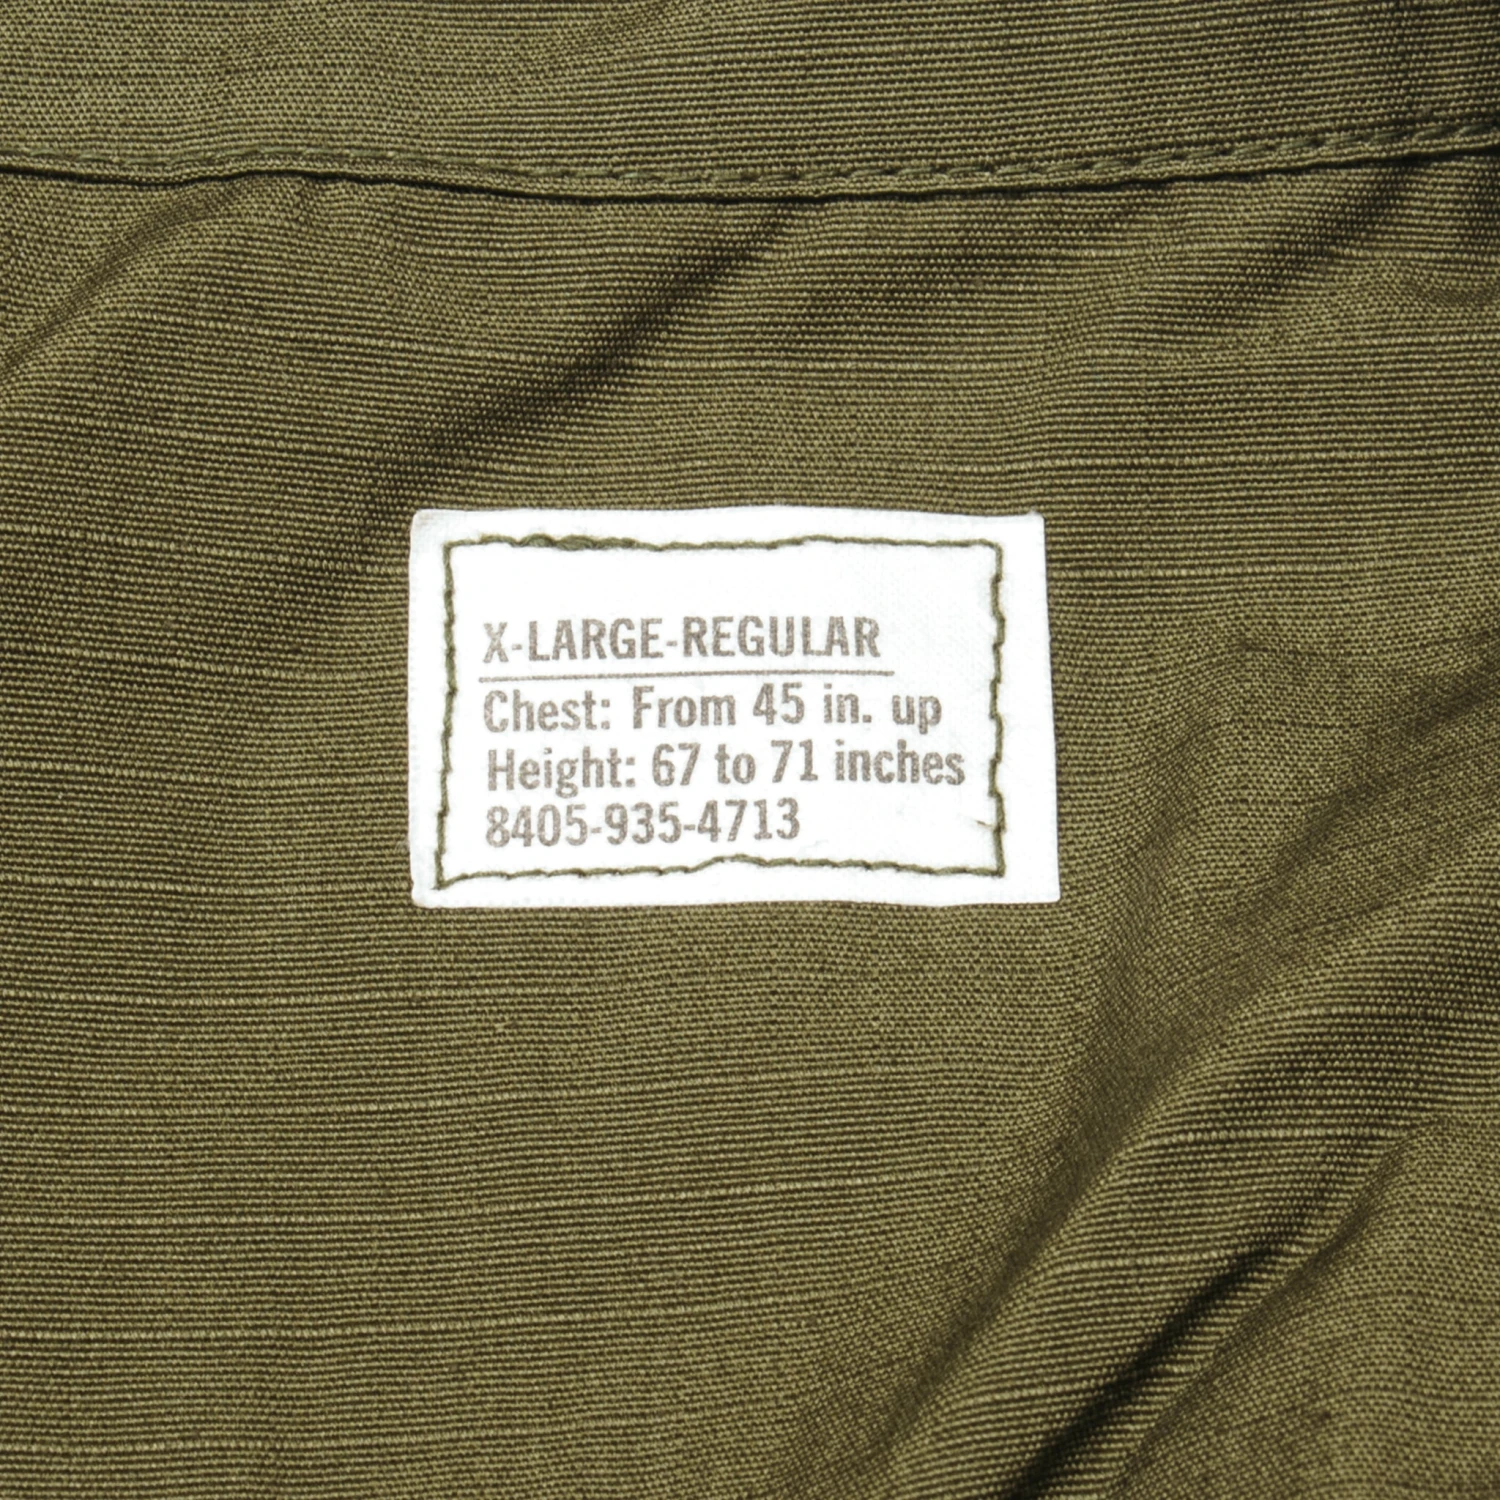 X-LARGE-REGULAR
Chest: From 45 in. up
Height: 67 to 71 inches
8405-935-4713